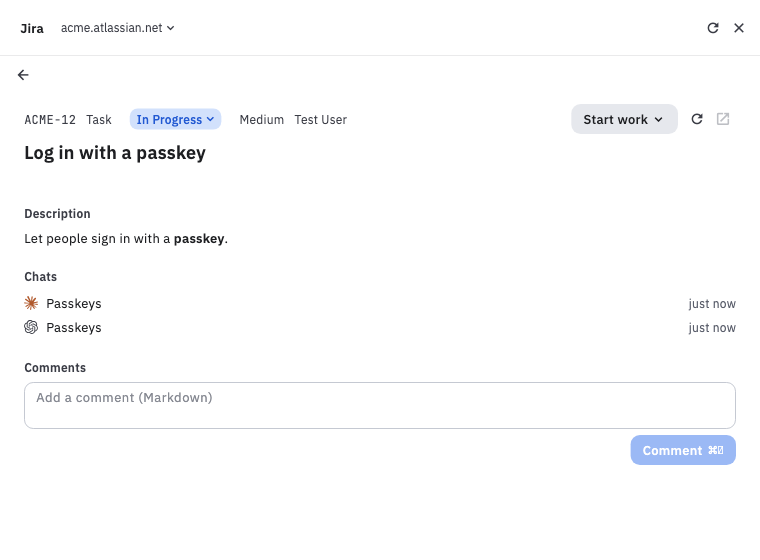 Jira acme.atlassian.net
ACME-12 Task In Progress Medium Test User Start work
Log in with a passkey
Description
Let people sign in with a passkey.
Chats
Passkeys just now
Passkeys just now
Comments
Add a comment (Markdown)
Comment ⌘